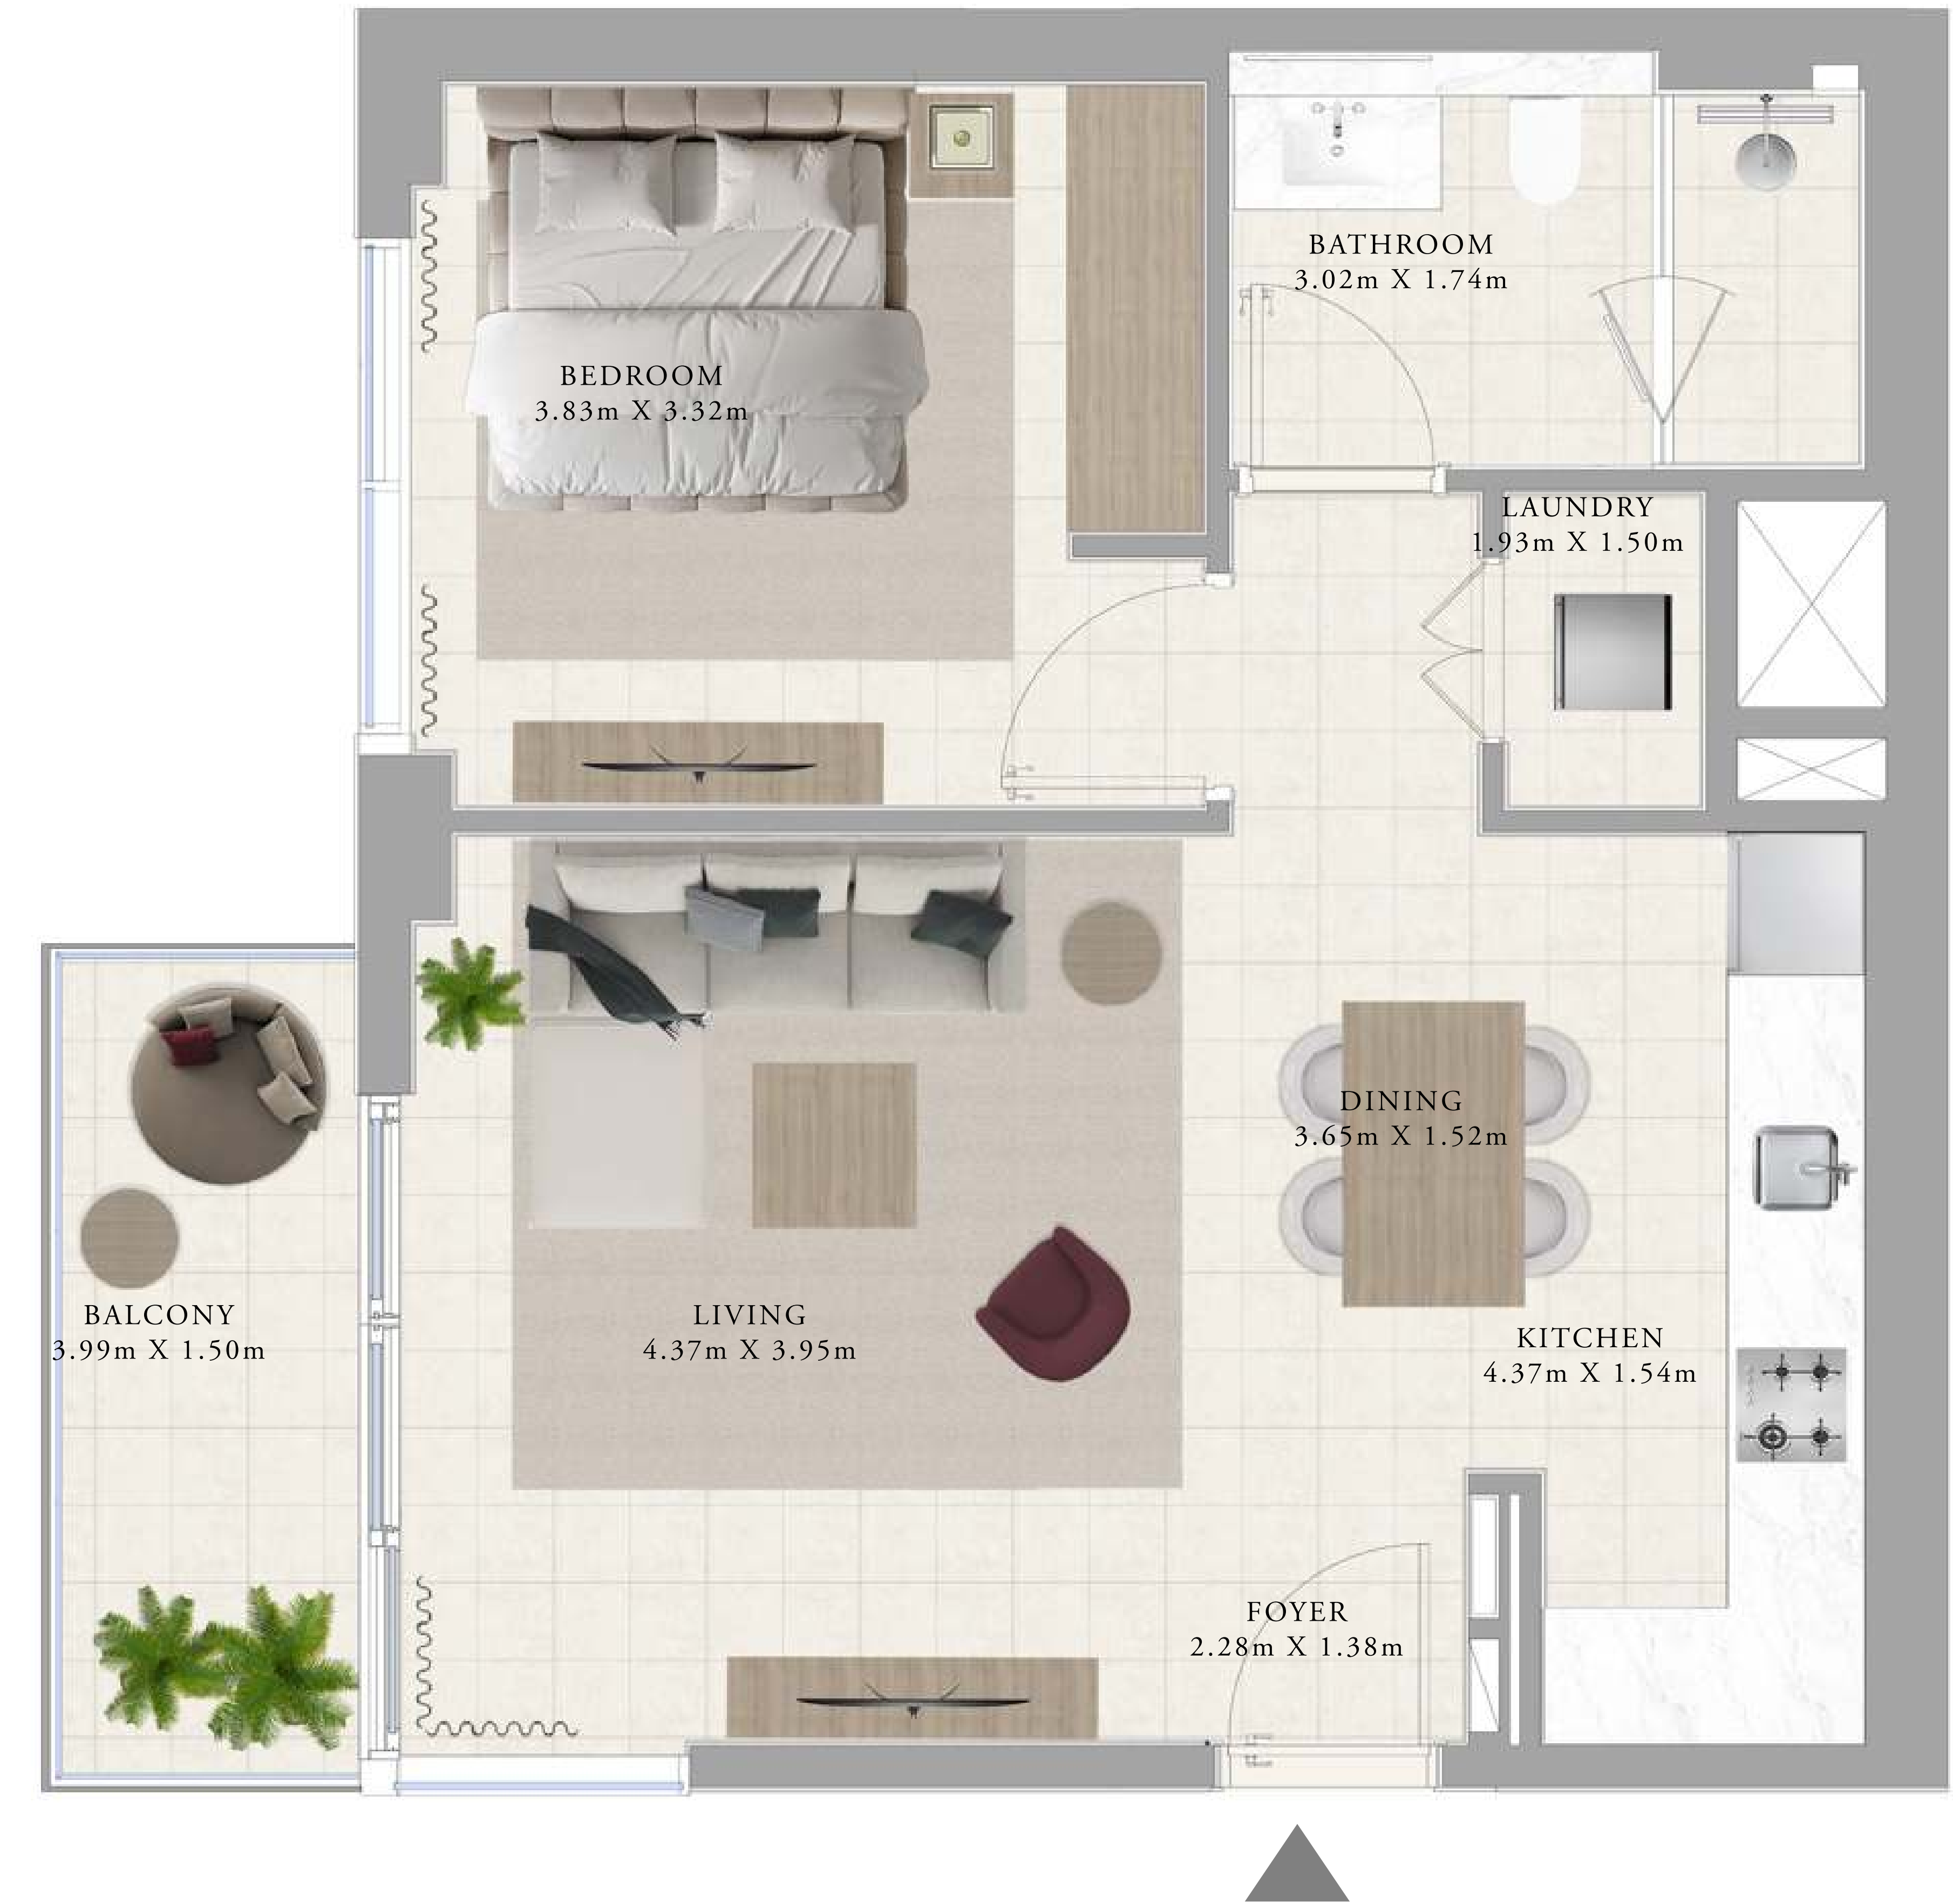 BATHROOM
3.02m X 1.74m
BEDROOM
3.83m X 3.32m
LAUNDRY
1.93m X 1.50m
DINING
3.65m X 1.52m
BALCONY
3.99m X 1.50m
LIVING
4.37m X 3.95m
KITCHEN
4.37m X 1.54m
FOYER
2.28m X 1.38m